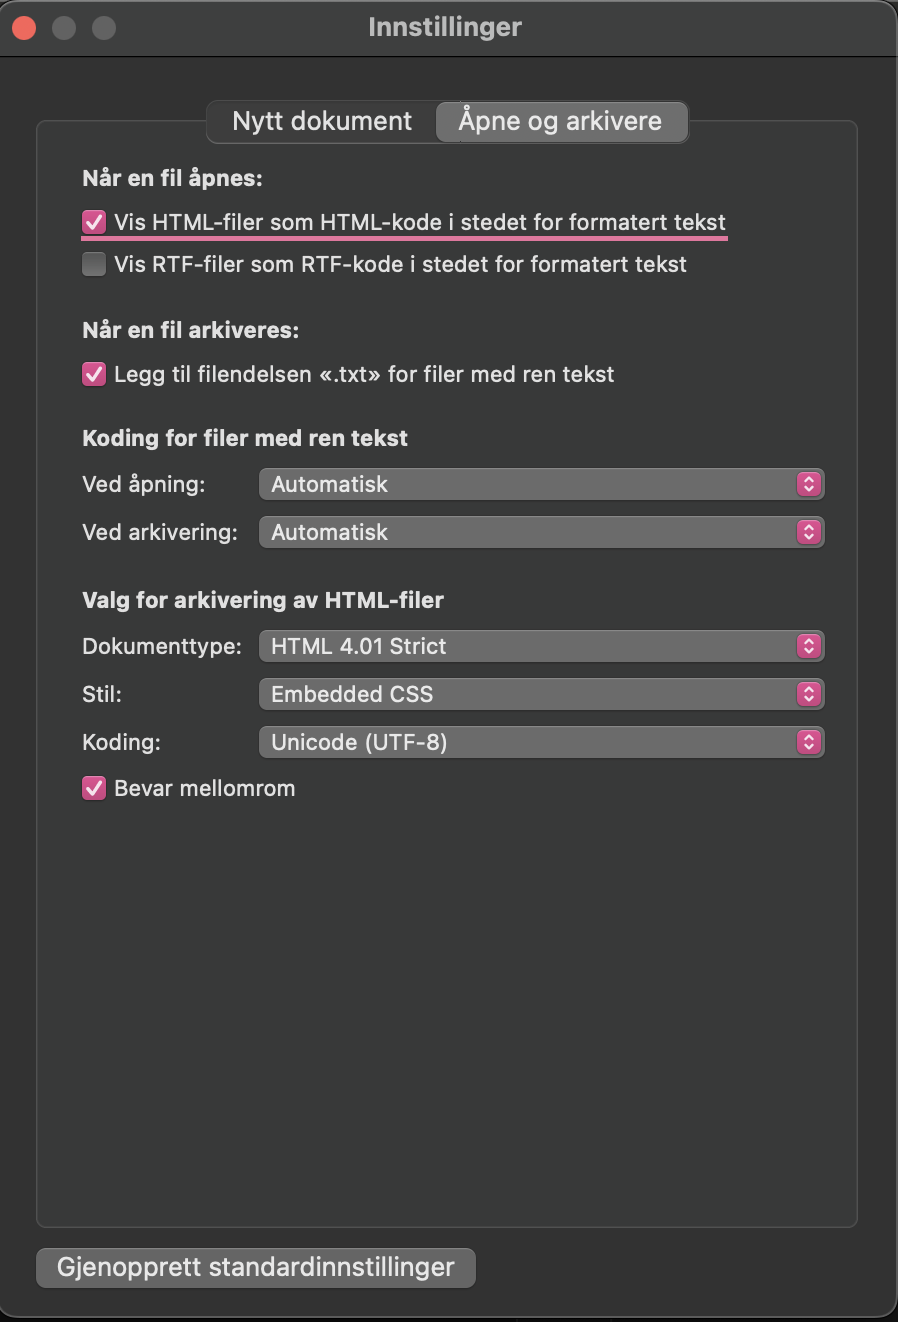 Innstillinger
Nytt dokument
Åpne og arkivere
Når en fil åpnes:
Vis HTML-filer som HTML-kode i stedet for formatert tekst
Vis RTF-filer som RTF-kode i stedet for formatert tekst
Når en fil arkiveres:
Legg til filendelsen «.txt» for filer med ren tekst
Koding for filer med ren tekst
Ved åpning: Automatisk
Ved arkivering: Automatisk
Valg for arkivering av HTML-filer
Dokumenttype: HTML 4.01 Strict
Stil: Embedded CSS
Koding: Unicode (UTF-8)
Bevar mellomrom
Gjenopprett standardinnstillinger